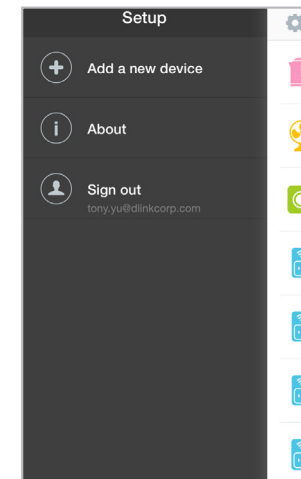 Setup
Add a new device
About
Sign out
tony.yu@dlinkcorp.com